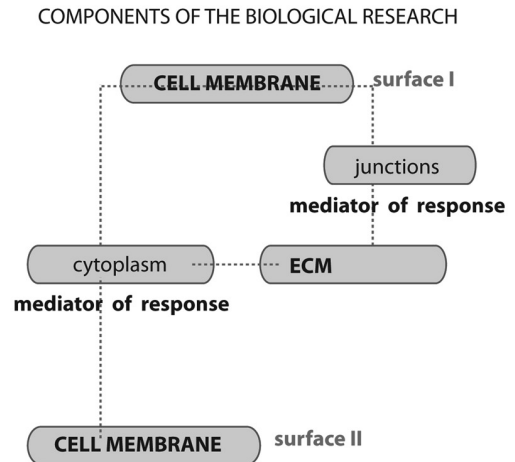 COMPONENTS OF THE BIOLOGICAL RESEARCH
CELL MEMBRANE
surface I
junctions
mediator of response
cytoplasm
ECM
mediator of response
CELL MEMBRANE
surface II